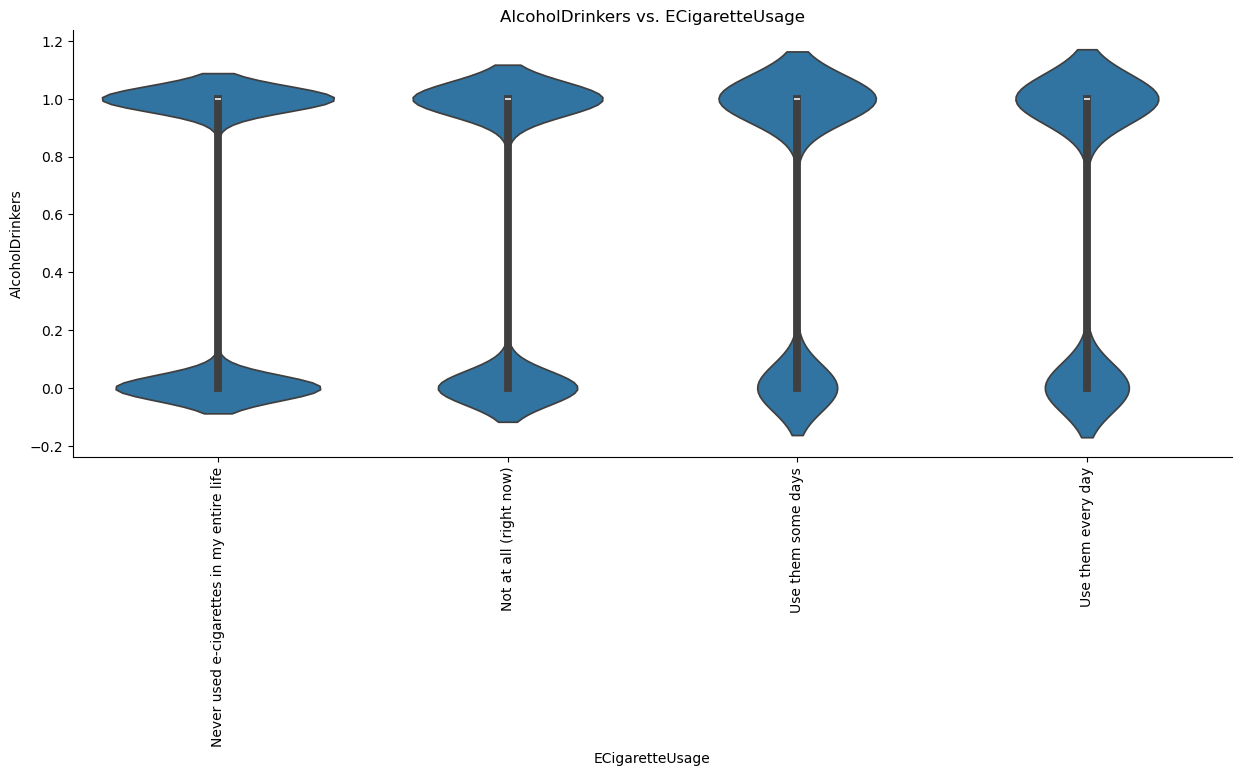 AlcoholDrinkers vs. ECigaretteUsage
1.2
1.0
0.8
0.6
0.4
0.2
0.0
−0.2
AlcoholDrinkers
Never used e-cigarettes in my entire life
Not at all (right now)
Use them some days
Use them every day
ECigaretteUsage